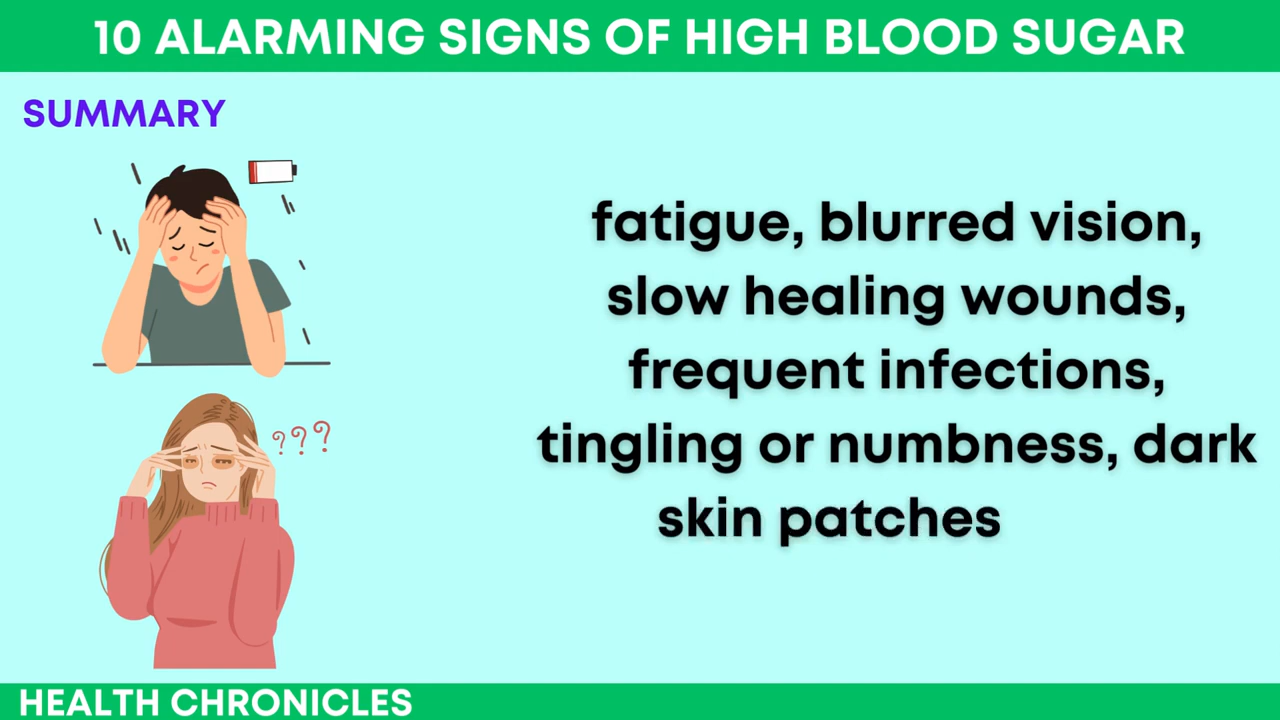 10 ALARMING SIGNS OF HIGH BLOOD SUGAR
SUMMARY
fatigue, blurred vision,
slow healing wounds,
frequent infections,
tingling or numbness, dark
skin patches
???
HEALTH CHRONICLES